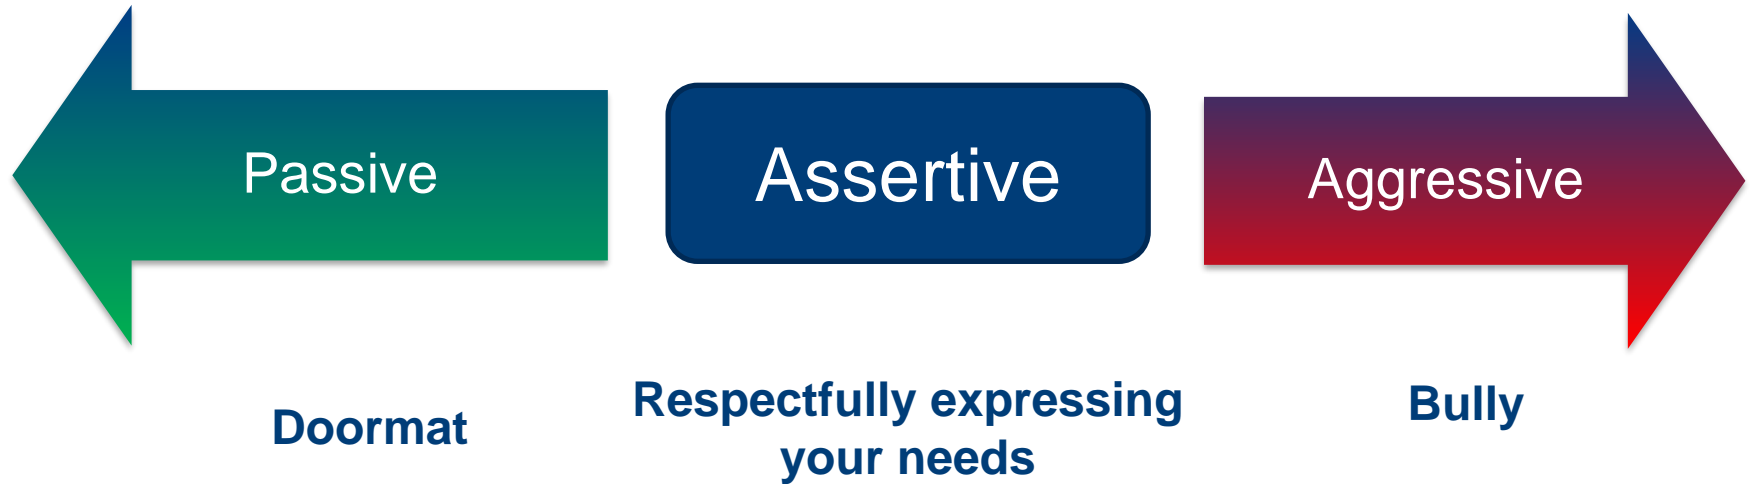 Passive
Assertive
Aggressive
Doormat
Respectfully expressing
your needs
Bully